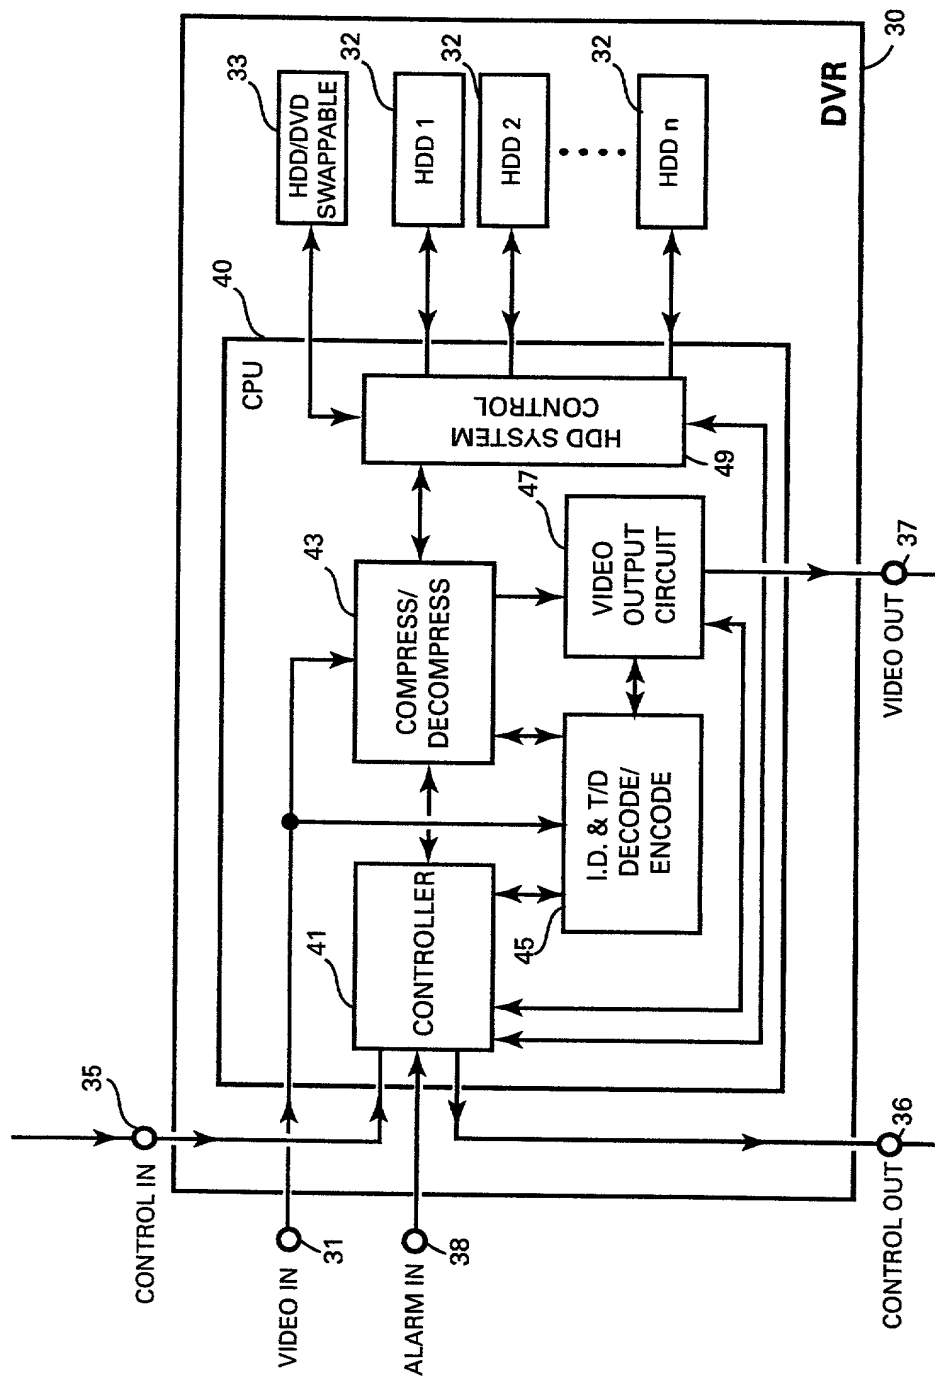 CONTROL IN
35
VIDEO IN
31
ALARM IN
38
CONTROL OUT
36
VIDEO OUT
37
DVR
30
CPU
40
CONTROLLER
41
COMPRESS/
DECOMPRESS
43
I.D. & T/D
DECODE/
ENCODE
45
VIDEO
OUTPUT
CIRCUIT
47
HDD SYSTEM
CONTROL
49
HDD/DVD
SWAPPABLE
33
HDD 1
32
HDD 2
32
HDD n
32